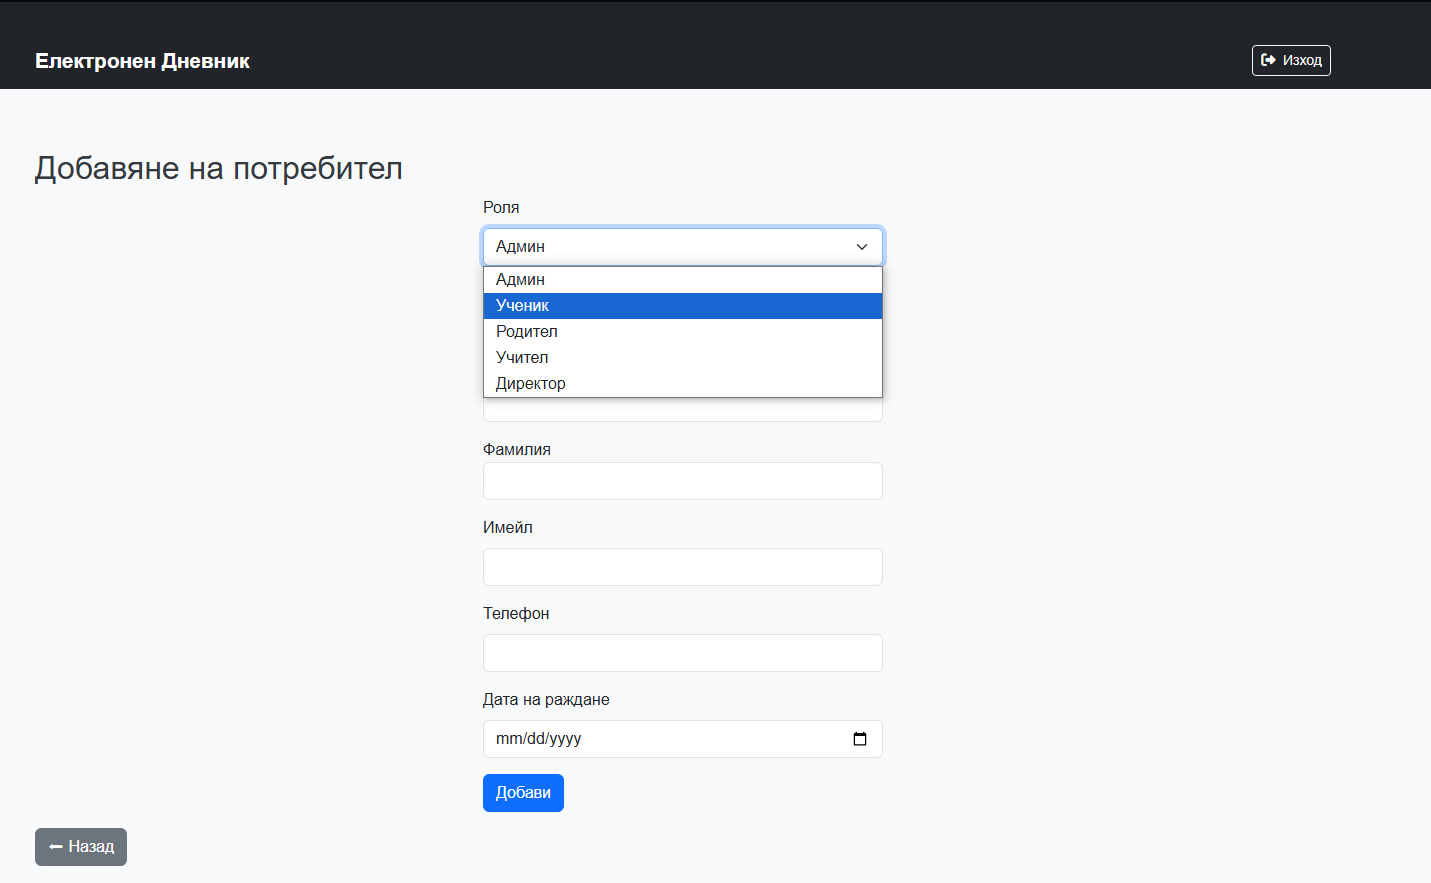 Електронен Дневник
Изход
Добавяне на потребител
Роля
Админ
Админ
Ученик
Родител
Учител
Директор
Фамилия
Имейл
Телефон
Дата на раждане
mm/dd/yyyy
Добави
Назад